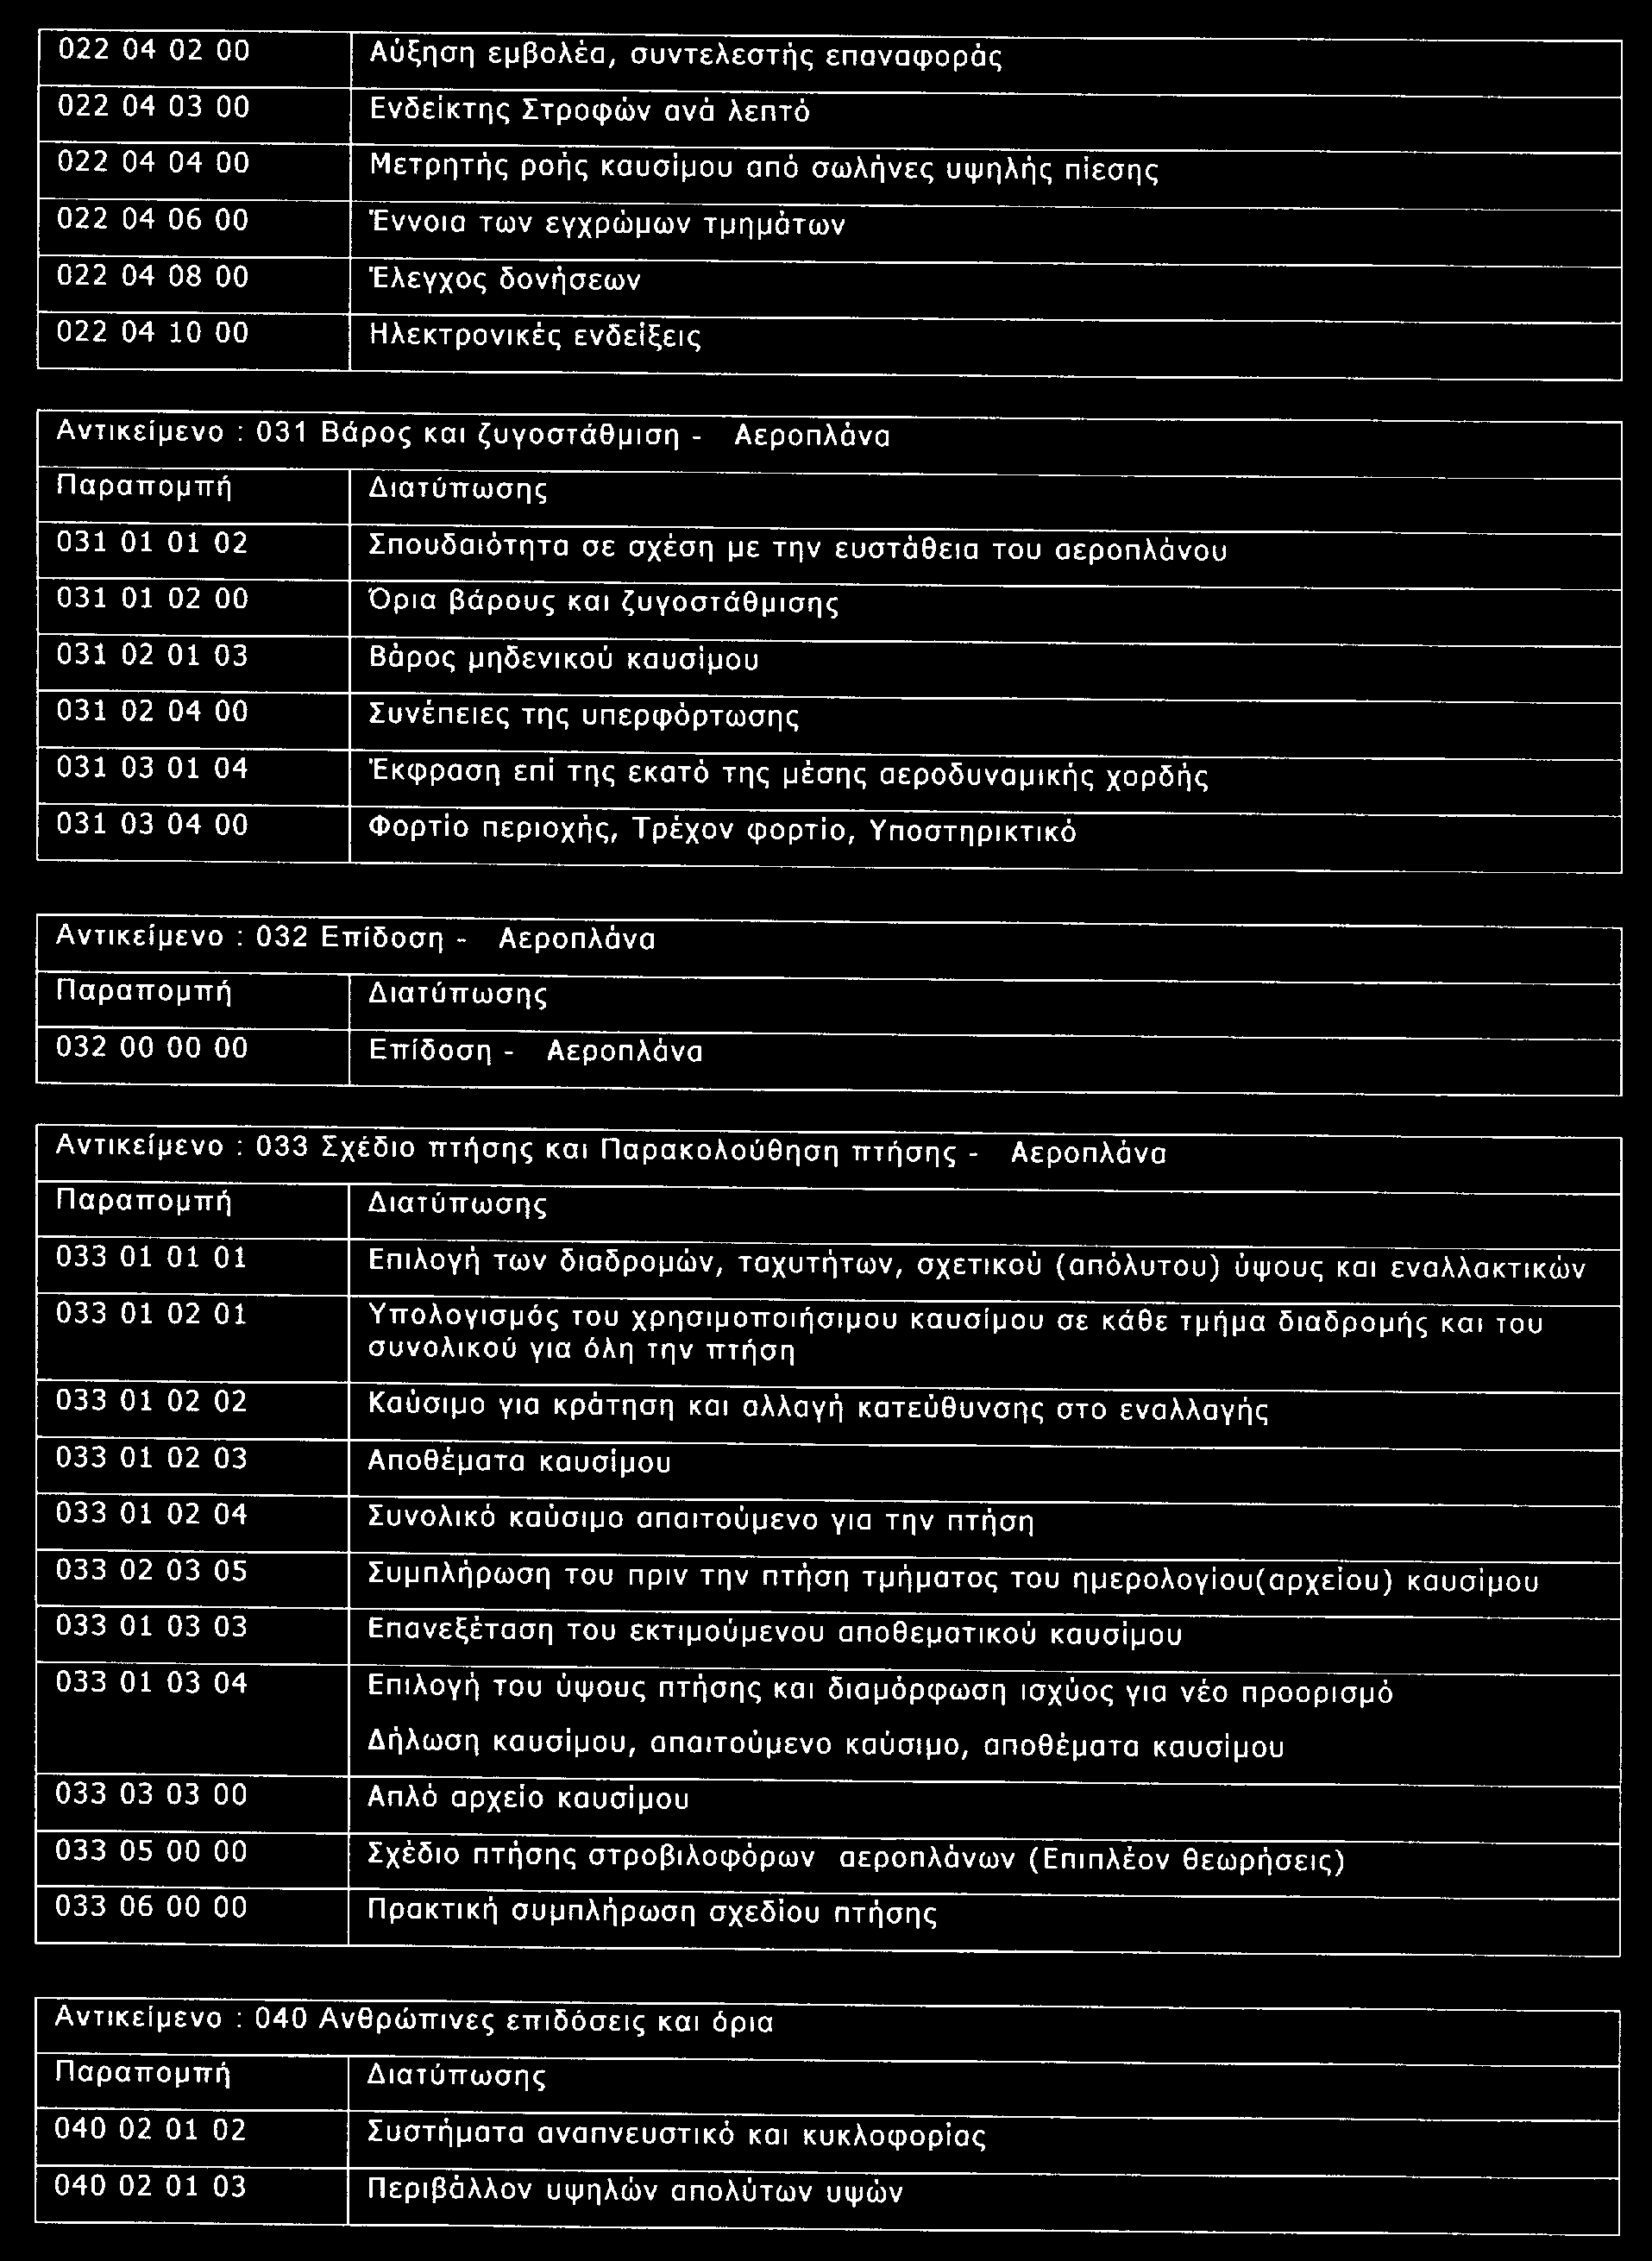 022 04 02 00 Αύξηση εμβολέα, συντελεστής επαναφοράς
022 04 03 00 Ενδείκτης Στροφών ανά λεπτό
022 04 04 00 Μετρητής ροής καυσίμου από σωλήνες υψηλής πίεσης
022 04 06 00 Έννοια των εγχρώμων τμημάτων
022 04 08 00 Έλεγχος δονήσεων
022 04 10 00 Ηλεκτρονικές ενδείξεις
Αντικείμενο : 031 Βάρος και ζυγοστάθμιση - Αεροπλάνα
Παραπομπή Διατύπωσης
031 01 01 02 Σπουδαιότητα σε σχέση με την ευστάθεια του αεροπλάνου
031 01 02 00 Όρια βάρους και ζυγοστάθμισης
031 02 01 03 Βάρος μηδενικού καυσίμου
031 02 04 00 Συνέπειες της υπερφόρτωσης
031 03 01 04 Έκφραση επί της εκατό της μέσης αεροδυναμικής χορδής
031 03 04 00 Φορτίο περιοχής, Τρέχον φορτίο, Υποστηρικτικό
Αντικείμενο : 032 Επίδοση - Αεροπλάνα
Παραπομπή Διατύπωσης
032 00 00 00 Επίδοση - Αεροπλάνα
Αντικείμενο : 033 Σχέδιο πτήσης και Παρακολούθηση πτήσης - Αεροπλάνα
Παραπομπή Διατύπωσης
033 01 01 01 Επιλογή των διαδρομών, ταχυτήτων, σχετικού (απόλυτου) ύψους και εναλλακτικών
033 01 02 01 Υπολογισμός του χρησιμοποιήσιμου καυσίμου σε κάθε τμήμα διαδρομής και του
συνολικού για όλη την πτήση
033 01 02 02 Καύσιμο για κράτηση και αλλαγή κατεύθυνσης στο εναλλαγής
033 01 02 03 Αποθέματα καυσίμου
033 01 02 04 Συνολικό καύσιμο απαιτούμενο για την πτήση
033 02 03 05 Συμπλήρωση του πριν την πτήση τμήματος του ημερολογίου(αρχείου) καυσίμου
033 01 03 03 Επανεξέταση του εκτιμούμενου αποθεματικού καυσίμου
033 01 03 04 Επιλογή του ύψους πτήσης και διαμόρφωση ισχύος για νέο προορισμό
Δήλωση καυσίμου, απαιτούμενο καύσιμο, αποθέματα καυσίμου
033 03 03 00 Απλό αρχείο καυσίμου
033 05 00 00 Σχέδιο πτήσης στροβιλοφόρων αεροπλάνων (Επιπλέον θεωρήσεις)
033 06 00 00 Πρακτική συμπλήρωση σχεδίου πτήσης
Αντικείμενο : 040 Ανθρώπινες επιδόσεις και όρια
Παραπομπή Διατύπωσης
040 02 01 02 Συστήματα αναπνευστικό και κυκλοφορίας
040 02 01 03 Περιβάλλον υψηλών απολύτων υψών